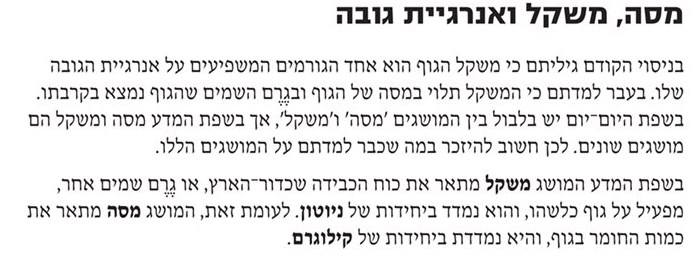 מסה, משקל ואנרגיית גובה
בניסוי הקודם גיליתם כי משקל הגוף הוא אחד הגורמים המשפיעים על אנרגיית הגובה
שלו. בעבר למדתם כי המשקל תלוי במסה של הגוף ובגֶרֶם השמים שהגוף נמצא בקרבתו.
בשפת היום־יום יש בלבול בין המושגים 'מסה' ו'משקל', אך בשפת המדע מסה ומשקל הם
מושגים שונים. לכן חשוב להיזכר במה שכבר למדתם על המושגים הללו.
בשפת המדע המושג משקל מתאר את כוח הכבידה שכדור־הארץ, או גֶרֶם שמים אחר,
מפעיל על גוף כלשהו, והוא נמדד ביחידות של ניוטון. לעומת זאת, המושג מסה מתאר את
כמות החומר בגוף, והיא נמדדת ביחידות של קילוגרם.